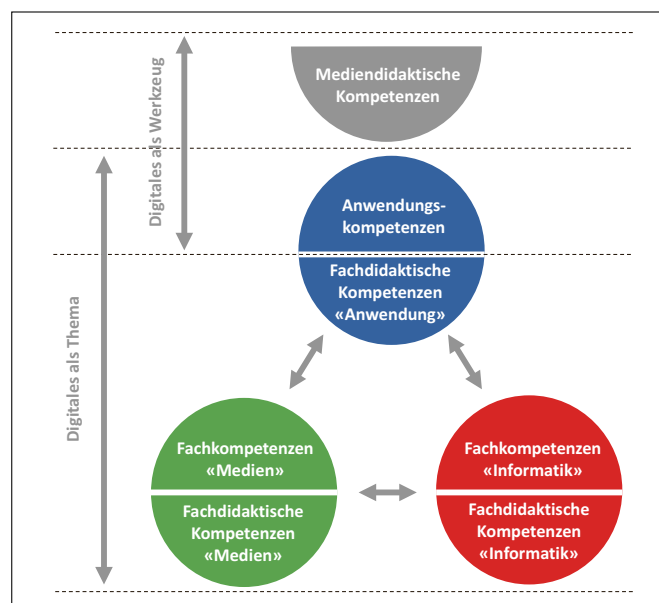 Digitales als Werkzeug
Digitales als Thema
Mediendidaktische
Kompetenzen
Anwendungs-
kompetenzen
Fachdidaktische
Kompetenzen
«Anwendung»
Fachkompetenzen
«Medien»
Fachdidaktische
Kompetenzen
«Medien»
Fachkompetenzen
«Informatik»
Fachdidaktische
Kompetenzen
«Informatik»